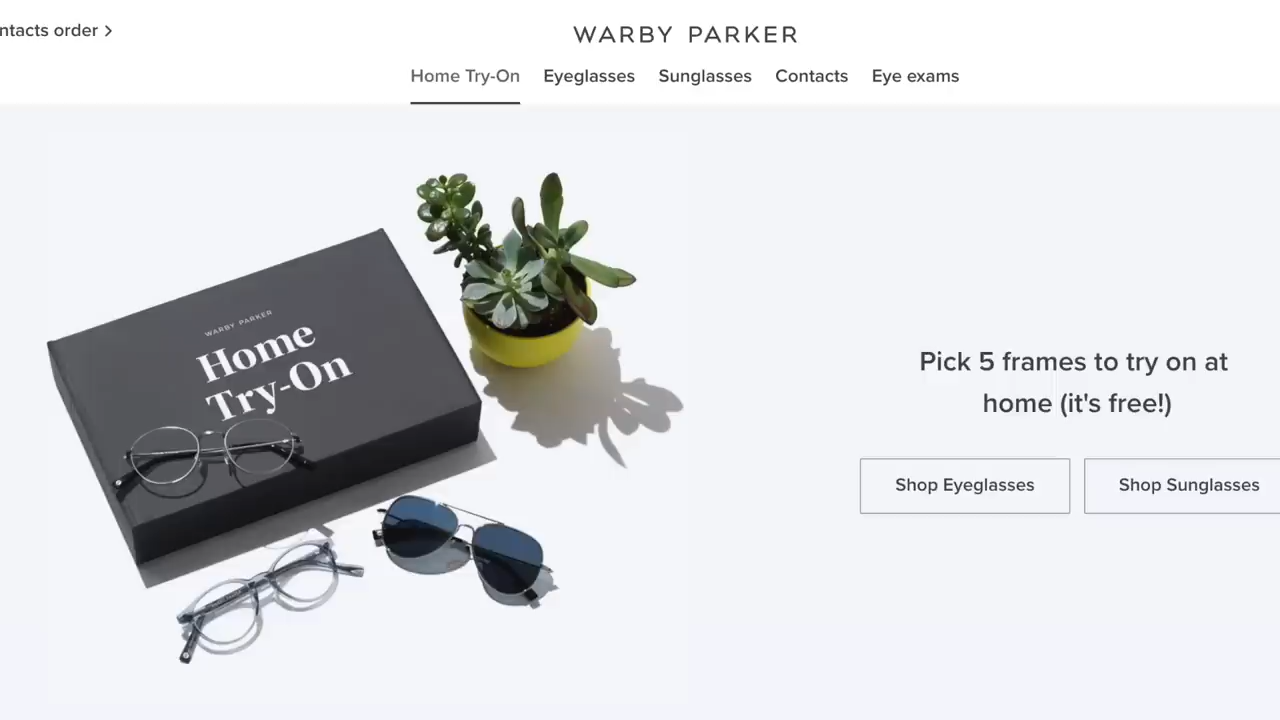 ntacts order
WARBY PARKER
Home Try-On Eyeglasses Sunglasses Contacts Eye exams
WARBY PARKER
Home
Try-On
Pick 5 frames to try on at
home (it's free!)
Shop Eyeglasses Shop Sunglasses